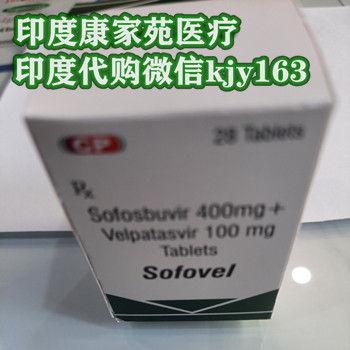 印度康家苑医疗
印度代购微信kjy163
28 Tablets
CP
Rx
Sofosbuvir 400mg +
Velpatasvir 100 mg
Tablets
Sofovel